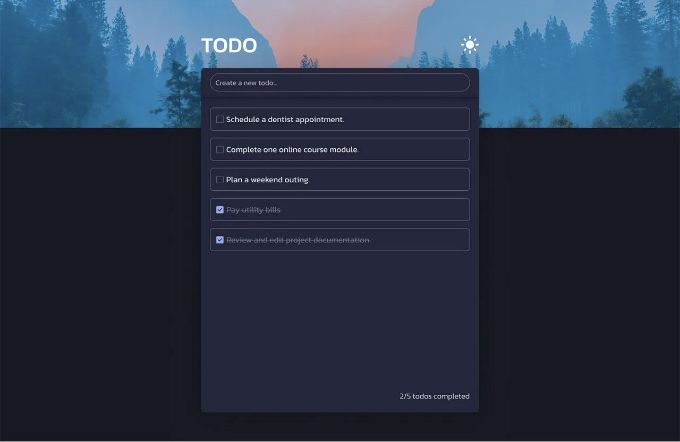 TODO
Create a new todo..
Schedule a dentist appointment.
Complete one online course module.
Plan a weekend outing.
Pay utility bills
Review and edit project documentation
2/5 todos completed